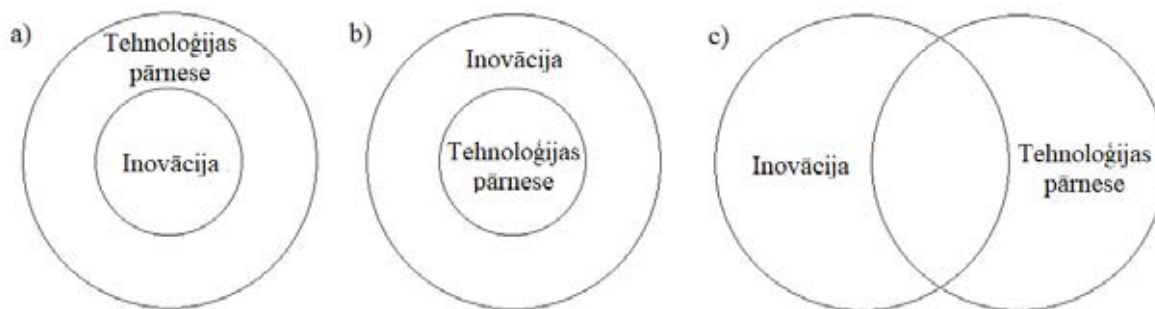 a)
Tehnoloģijas
pārnese
Inovācija
b)
Inovācija
Tehnoloģijas
pārnese
c)
Inovācija
Tehnoloģijas
pārnese